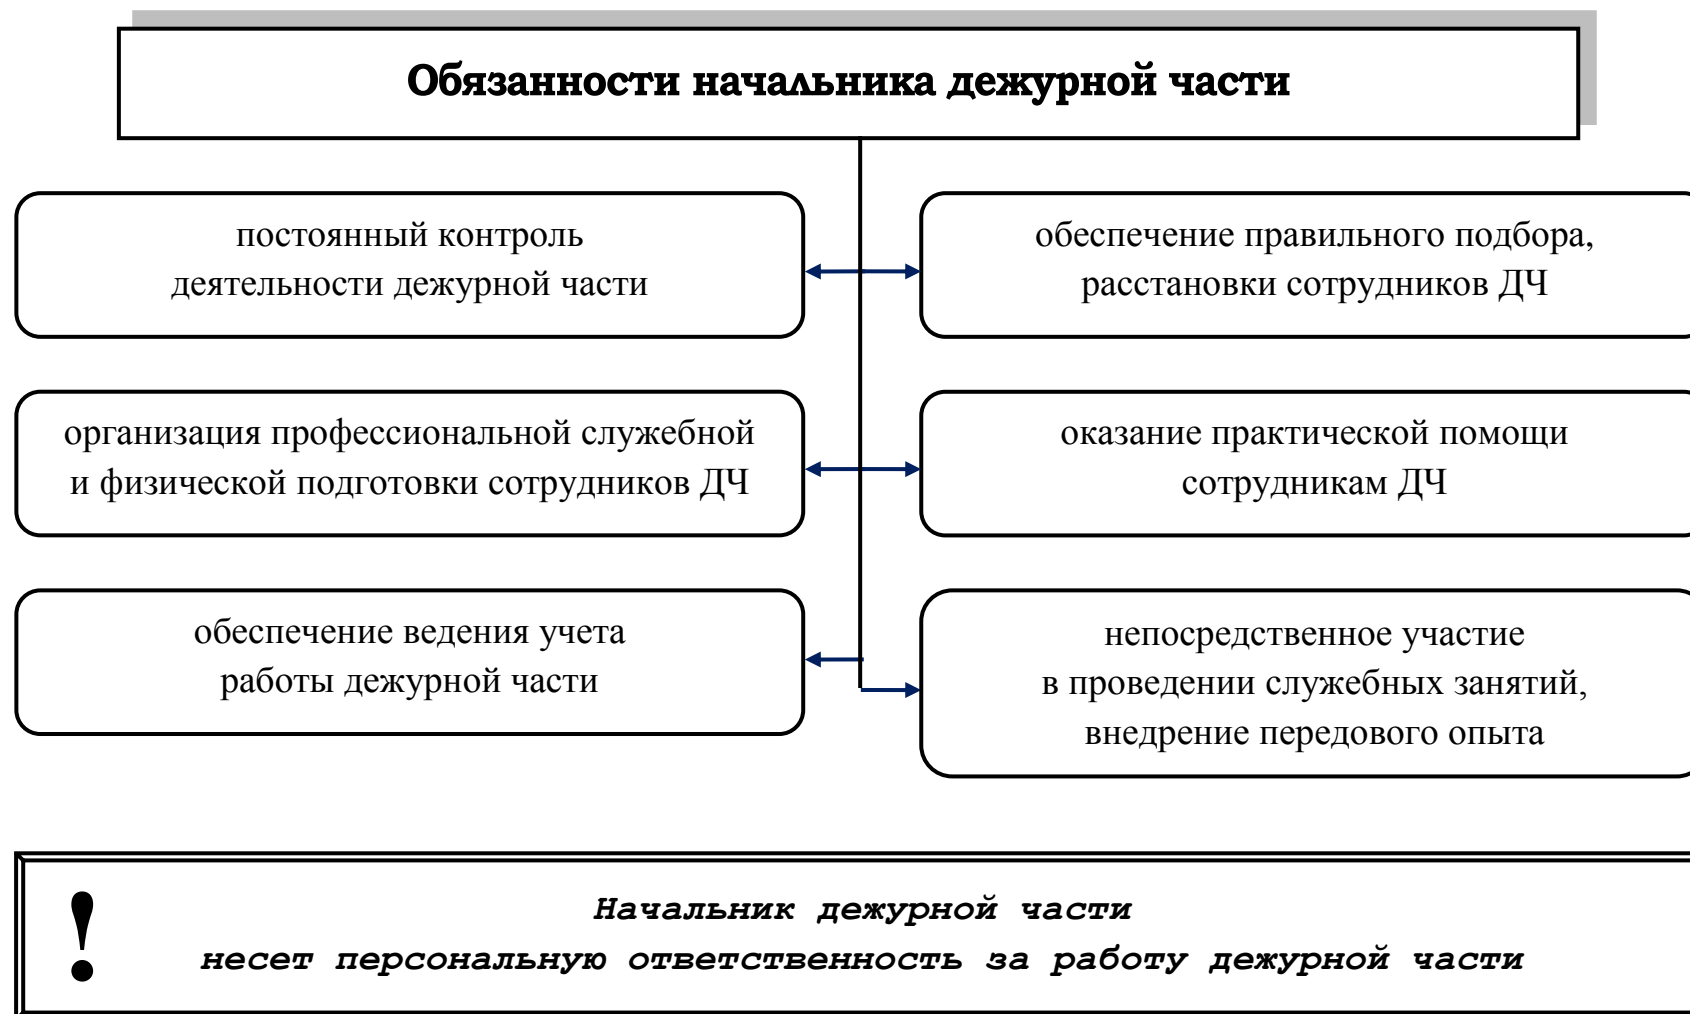 Обязанности начальника дежурной части
постоянный контроль
деятельности дежурной части
обеспечение правильного подбора,
расстановки сотрудников ДЧ
организация профессиональной служебной
и физической подготовки сотрудников ДЧ
оказание практической помощи
сотрудникам ДЧ
обеспечение ведения учета
работы дежурной части
непосредственное участие
в проведении служебных занятий,
внедрение передового опыта
!
Начальник дежурной части
несет персональную ответственность за работу дежурной части